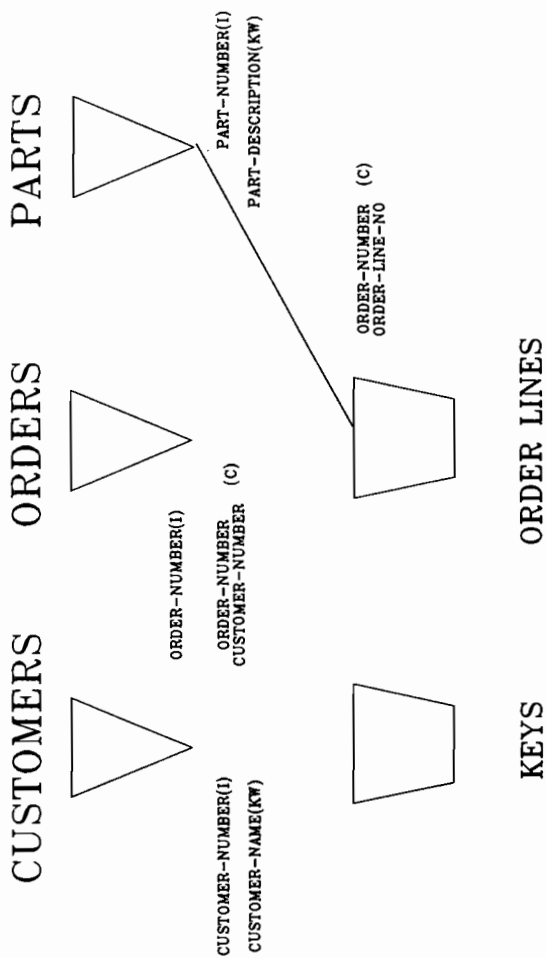 CUSTOMERS
ORDERS
PARTS
CUSTOMER-NUMBER(I)
CUSTOMER-NAME(KW)
ORDER-NUMBER(I)
ORDER-NUMBER (C)
CUSTOMER-NUMBER
PART-NUMBER(I)
PART-DESCRIPTION(KW)
ORDER-NUMBER (C)
ORDER-LINE-NO
KEYS
ORDER LINES